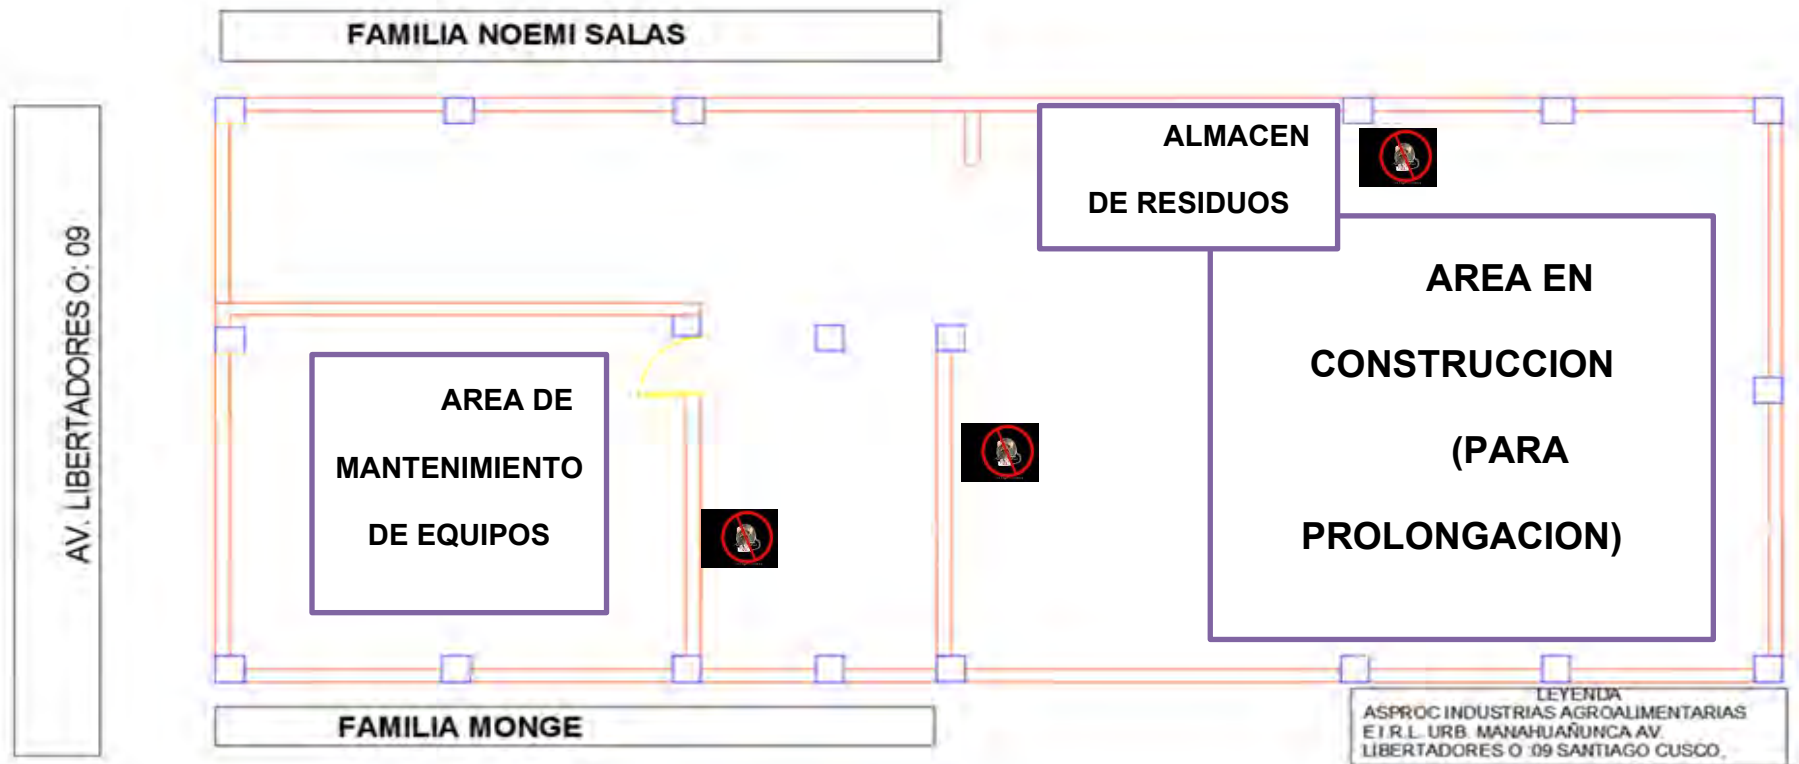 FAMILIA NOEMI SALAS
AV. LIBERTADORES O: 09
ALMACEN
DE RESIDUOS
AREA EN
CONSTRUCCION
(PARA
PROLONGACION)
AREA DE
MANTENIMIENTO
DE EQUIPOS
FAMILIA MONGE
LEYENDA
ASPROC INDUSTRIAS AGROALIMENTARIAS
E.I.R.L. URB. MANAHUAÑUNCA AV.
LIBERTADORES O :09 SANTIAGO CUSCO.